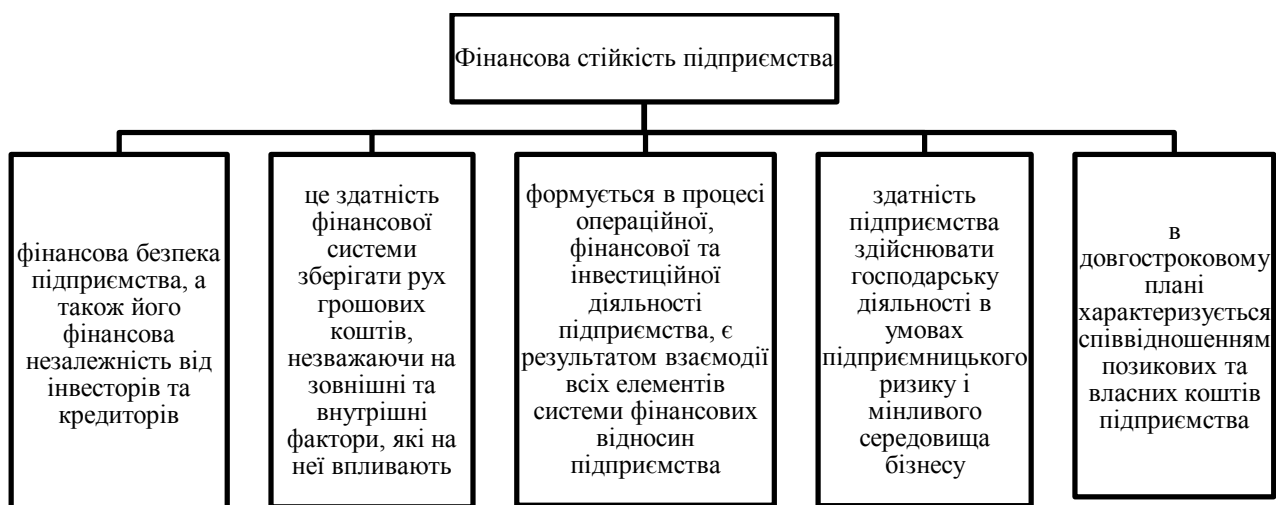 Фінансова стійкість підприємства
фінансова безпека
підприємства, а
також його
фінансова
незалежність від
інвесторів та
кредиторів
це здатність
фінансової
системи
зберігати рух
грошових
коштів,
незважаючи на
зовнішні та
внутрішні
фактори, які на
неї впливають
формується в процесі
операційної,
фінансової та
інвестиційної
діяльності
підприємства, є
результатом взаємодії
всіх елементів
системи фінансових
відносин
підприємства
здатність
підприємства
здійснювати
господарську
діяльності в
умовах
підприємницького
ризику і
мінливого
середовища
бізнесу
в
довгостроковому
плані
характеризується
співвідношенням
позикових та
власних коштів
підприємства